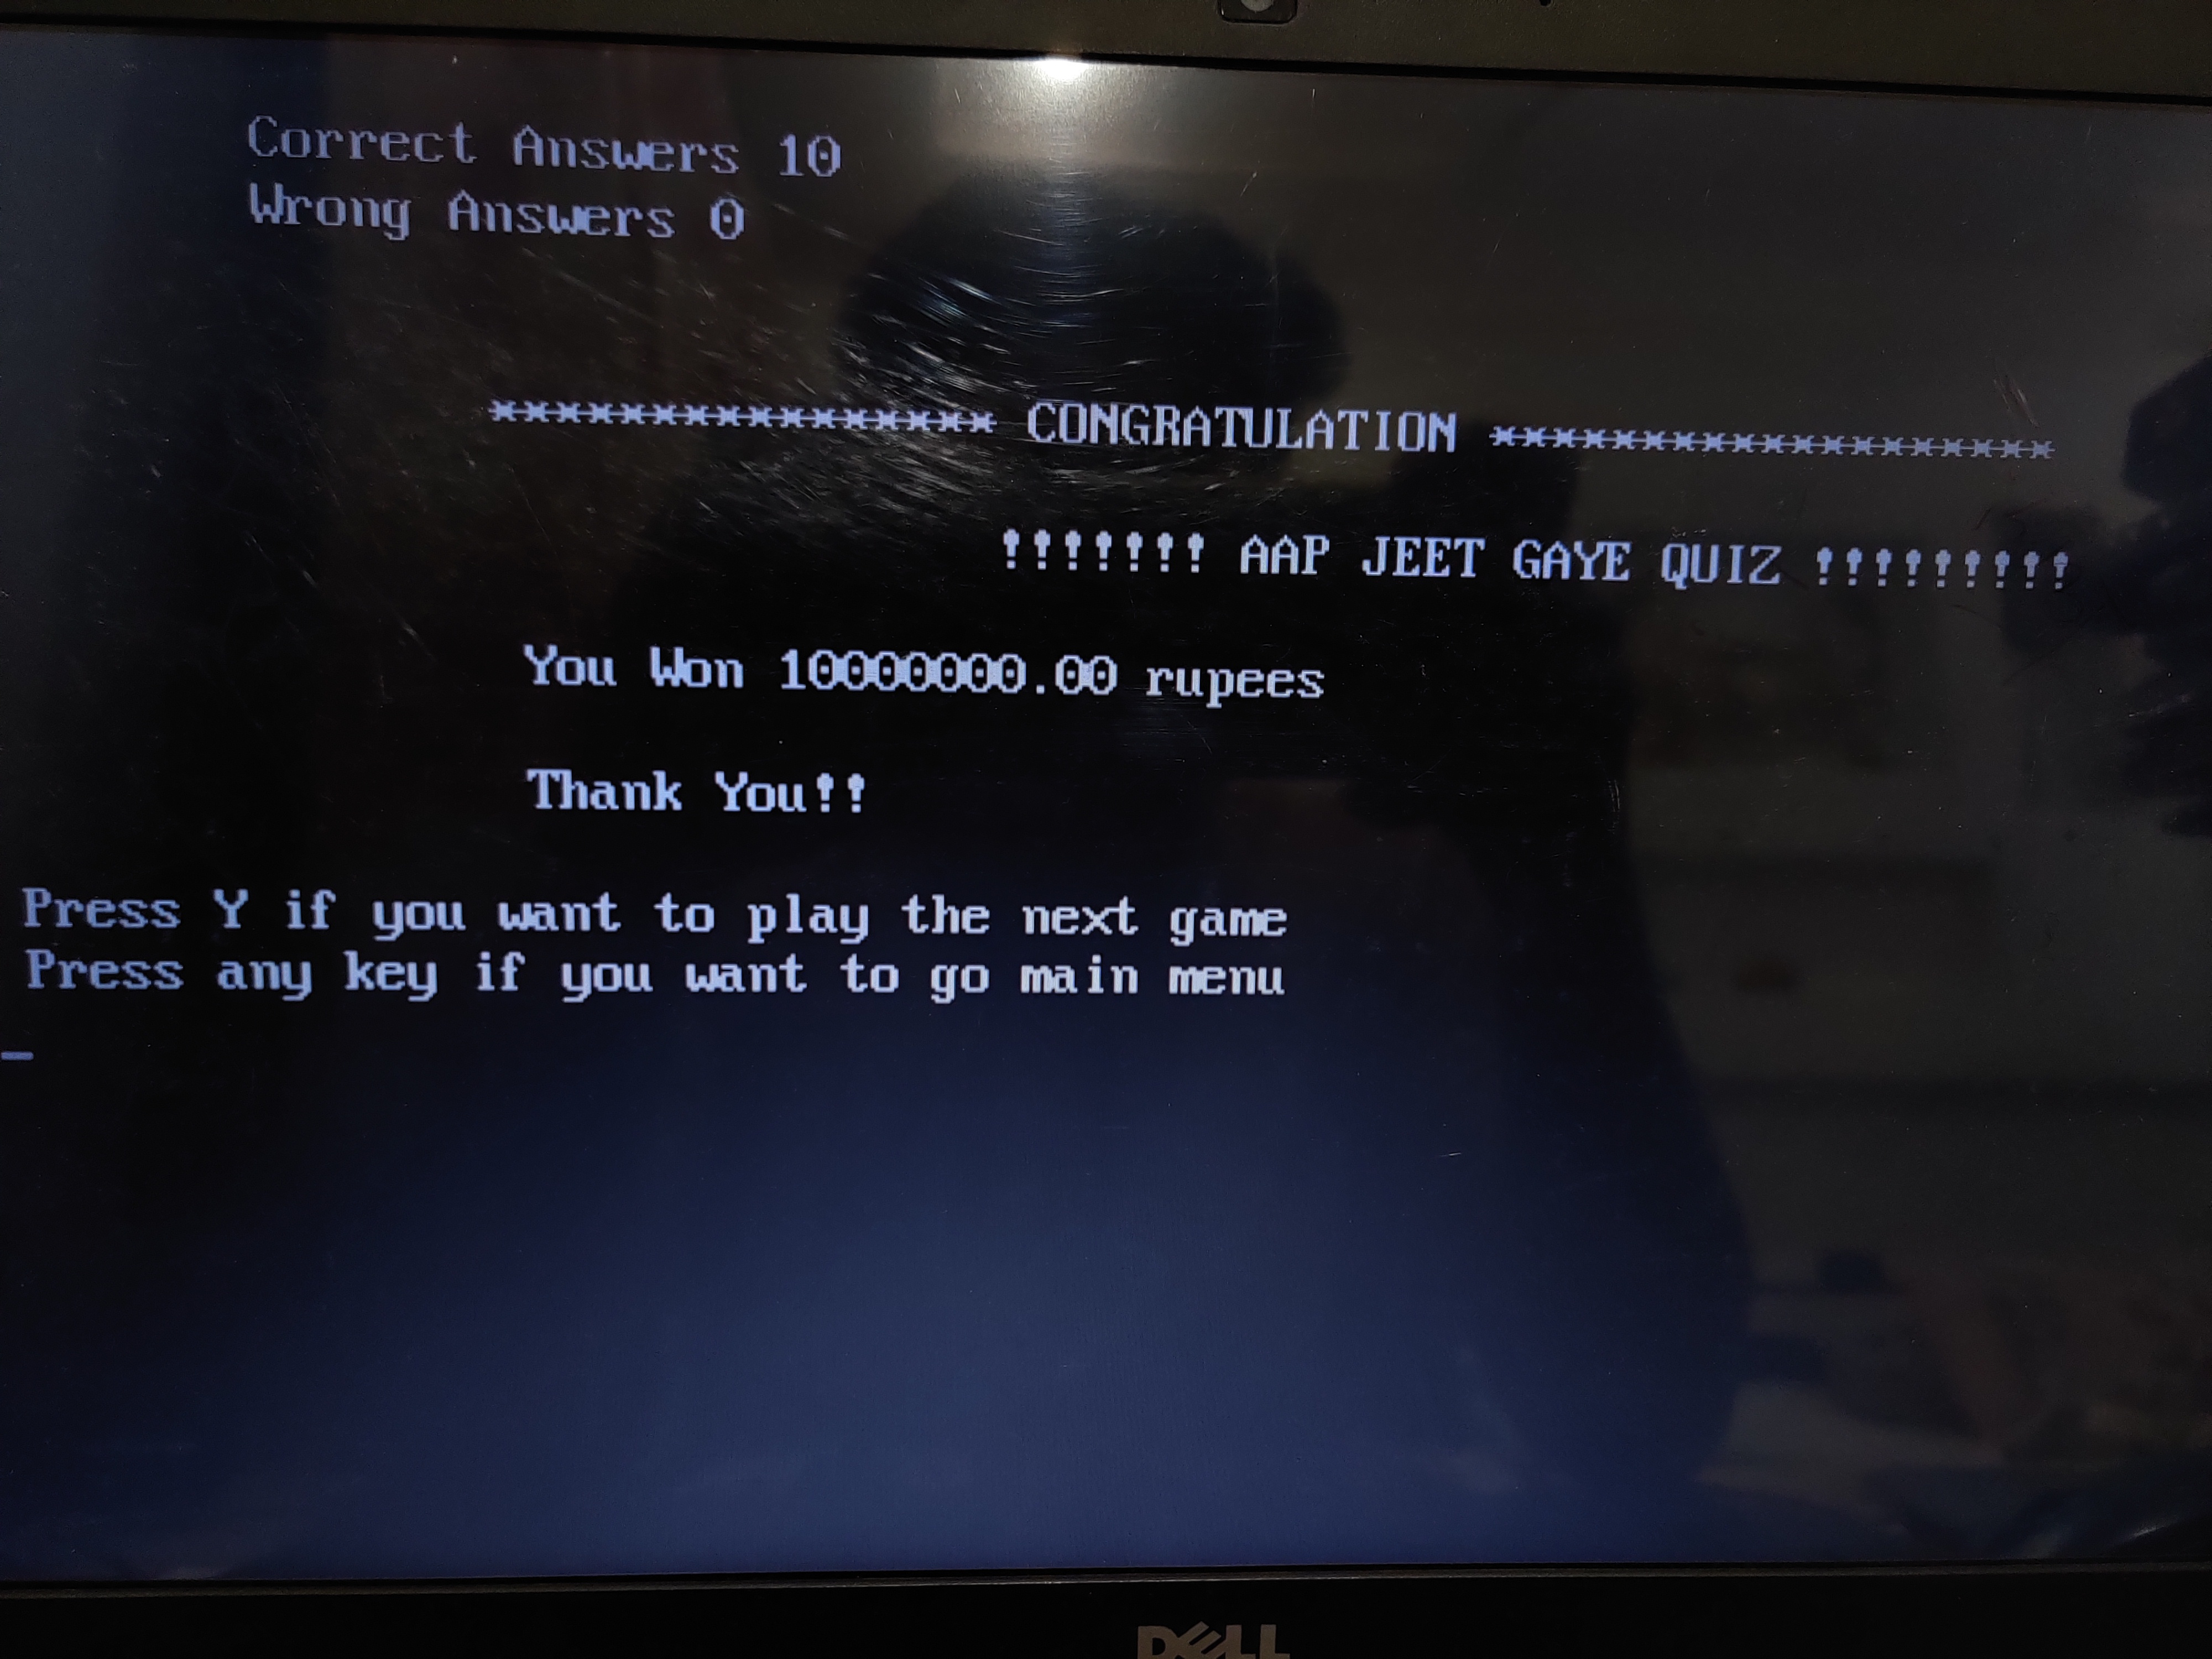 Correct Answers 10
Wrong Answers 0
**************** CONGRATULATION *******************
!!!!!!! AAP JEET GAYE QUIZ !!!!!!!!!
You Won 10000000.00 rupees
Thank You!!
Press Y if you want to play the next game
Press any key if you want to go main menu
_
DELL